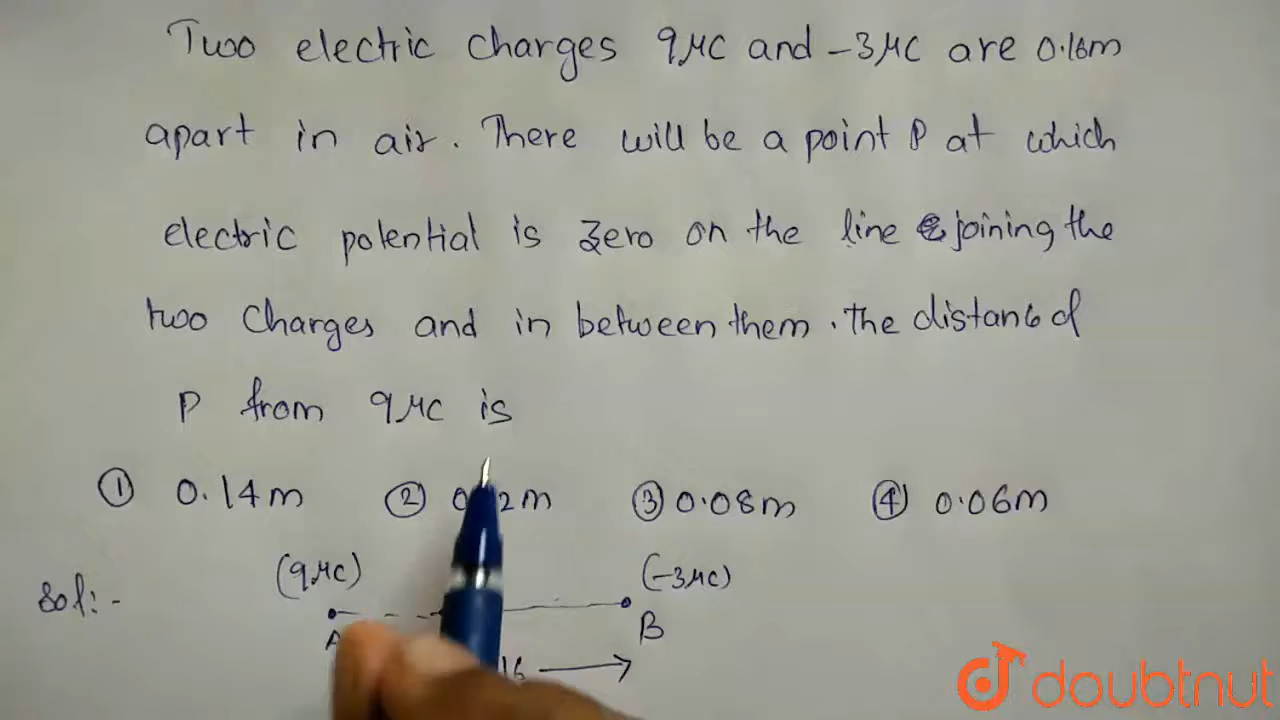 Two electric charges 9μC and -3μC are 0.16m
apart in air. There will be a point P at which
electric potential is zero on the line joining the
two charges and in between them. The distance of
P from 9μC is
① 0.14m ② ③ 0.08m ④ 0.06m
(9μC) (-3μC)
Sol:-
A B
16
doubtnut